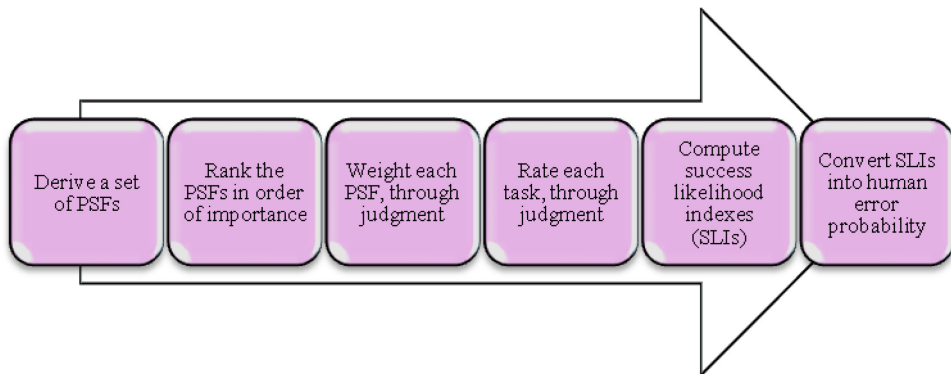 Derive a set
of PSFs
Rank the
PSFs in order
of importance
Weight each
PSF, through
judgment
Rate each
task, through
judgment
Compute
success
likelihood
indexes
(SLIs)
Convert SLIs
into human
error
probability